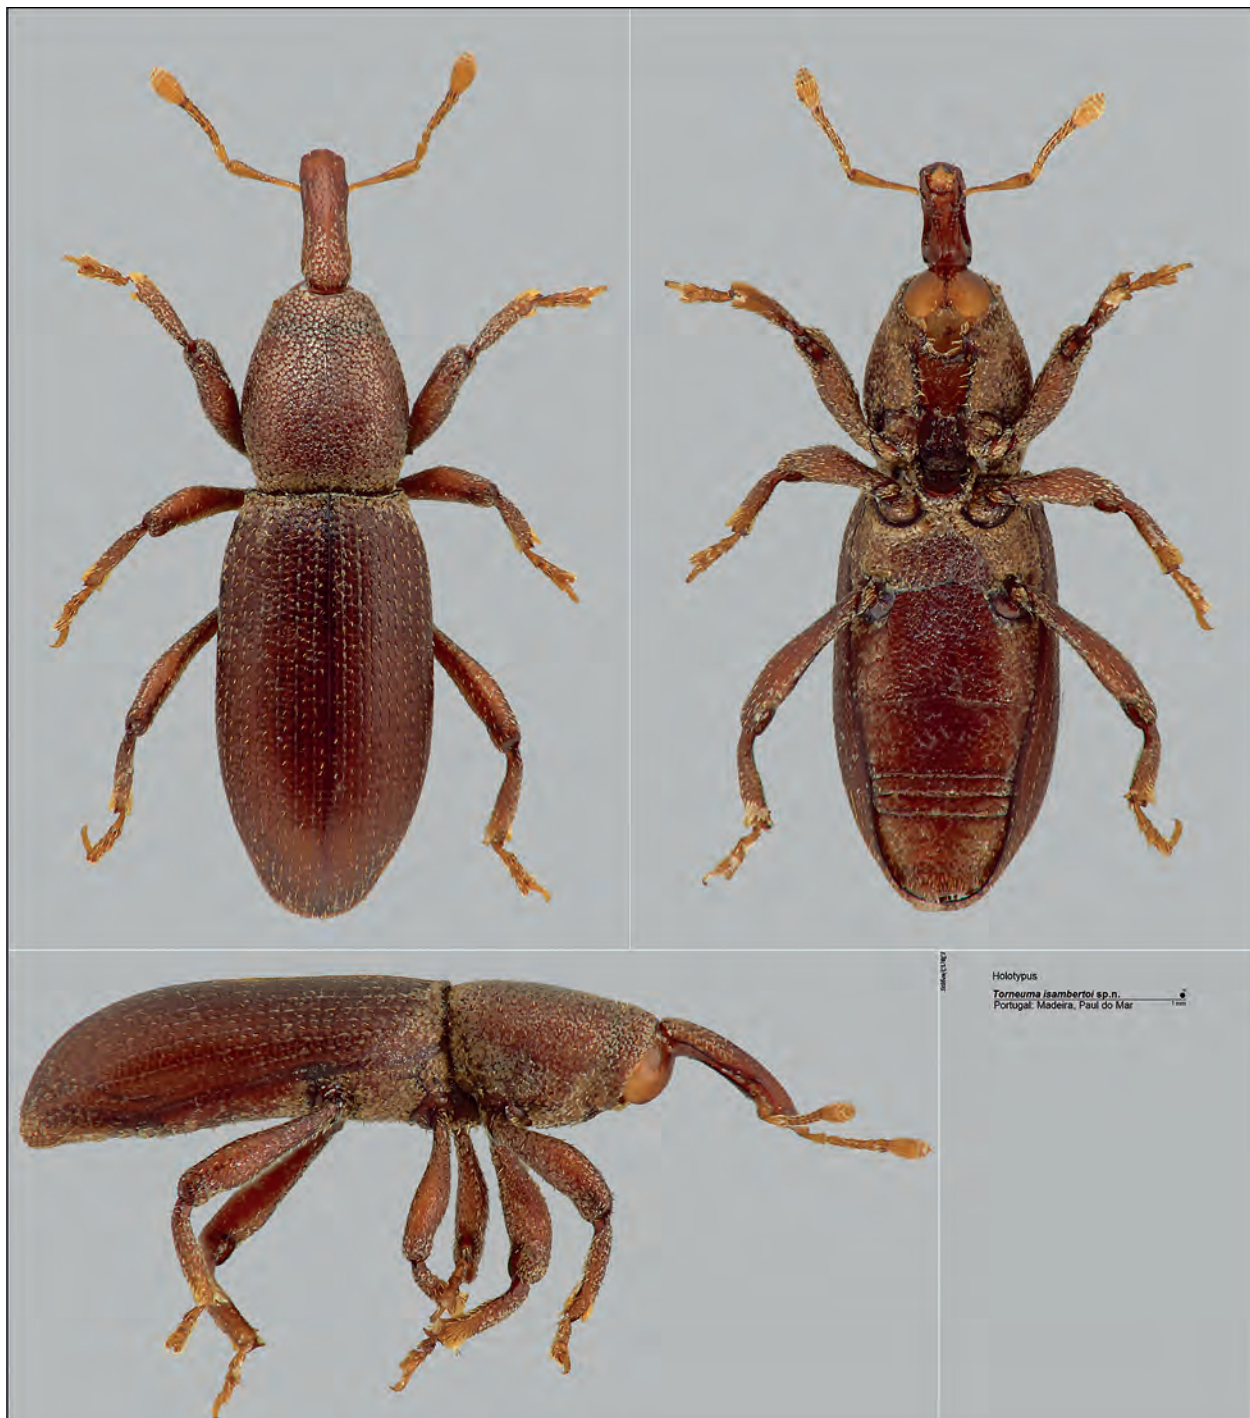 Holotypus
Torneuma isambertoi sp.n.
Portugal: Madeira, Paul do Mar
1 mm